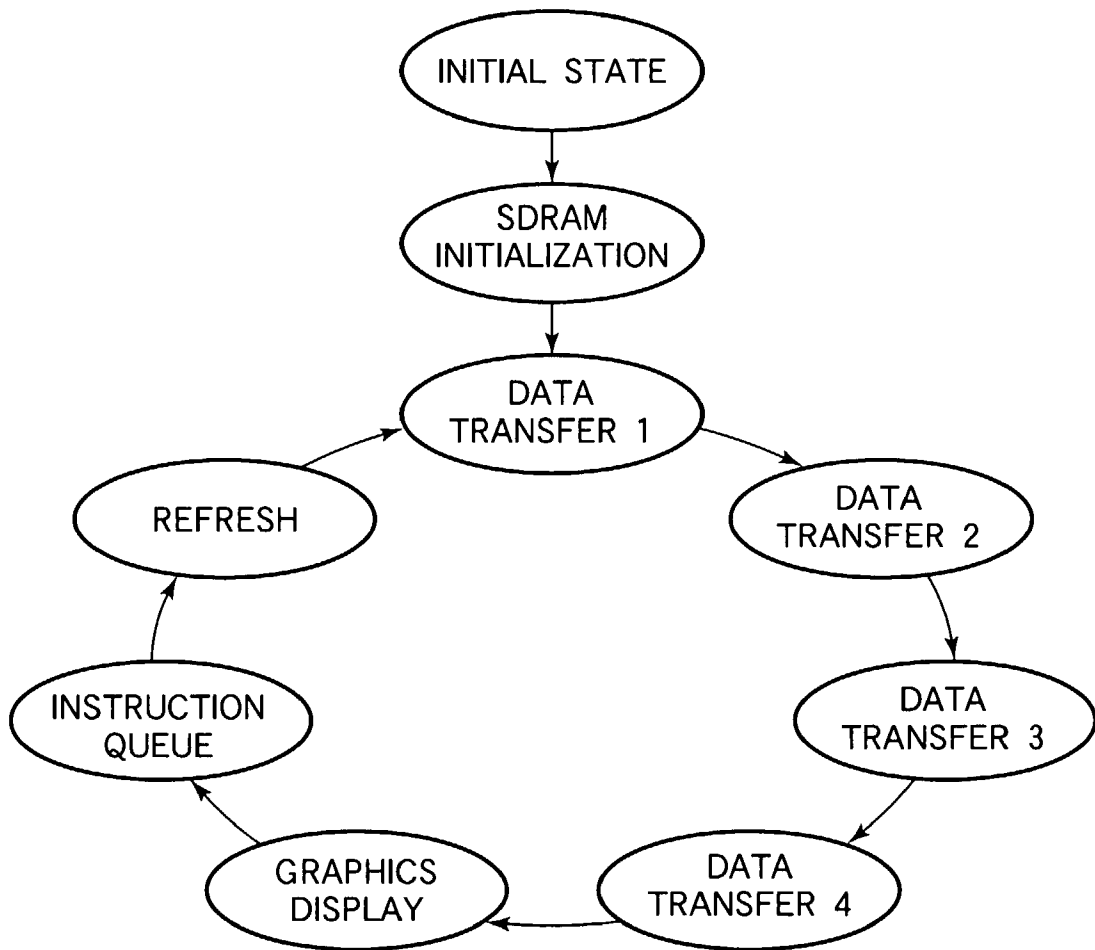 INITIAL STATE
SDRAM
INITIALIZATION
DATA
TRANSFER 1
DATA
TRANSFER 2
DATA
TRANSFER 3
DATA
TRANSFER 4
GRAPHICS
DISPLAY
INSTRUCTION
QUEUE
REFRESH